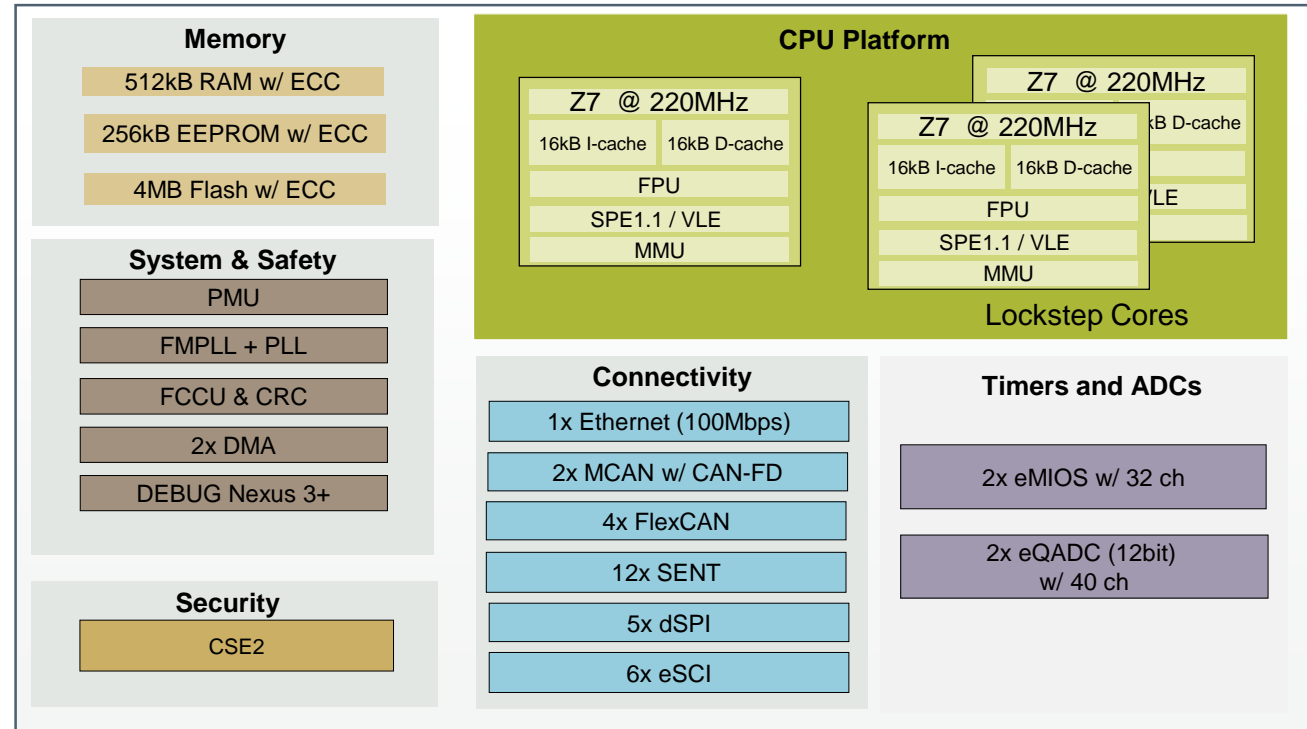 Memory
512kB RAM w/ ECC
256kB EEPROM w/ ECC
4MB Flash w/ ECC
System & Safety
PMU
FMPLL + PLL
FCCU & CRC
2x DMA
DEBUG Nexus 3+
Security
CSE2
CPU Platform
Z7 @ 220MHz
16kB I-cache 16kB D-cache
FPU
SPE1.1 / VLE
MMU
Z7 @ 220MHz
16kB I-cache 16kB D-cache
FPU
SPE1.1 / VLE
MMU
Z7 @ 220MHz
kB D-cache
LE
Lockstep Cores
Connectivity
1x Ethernet (100Mbps)
2x MCAN w/ CAN-FD
4x FlexCAN
12x SENT
5x dSPI
6x eSCI
Timers and ADCs
2x eMIOS w/ 32 ch
2x eQADC (12bit)
w/ 40 ch